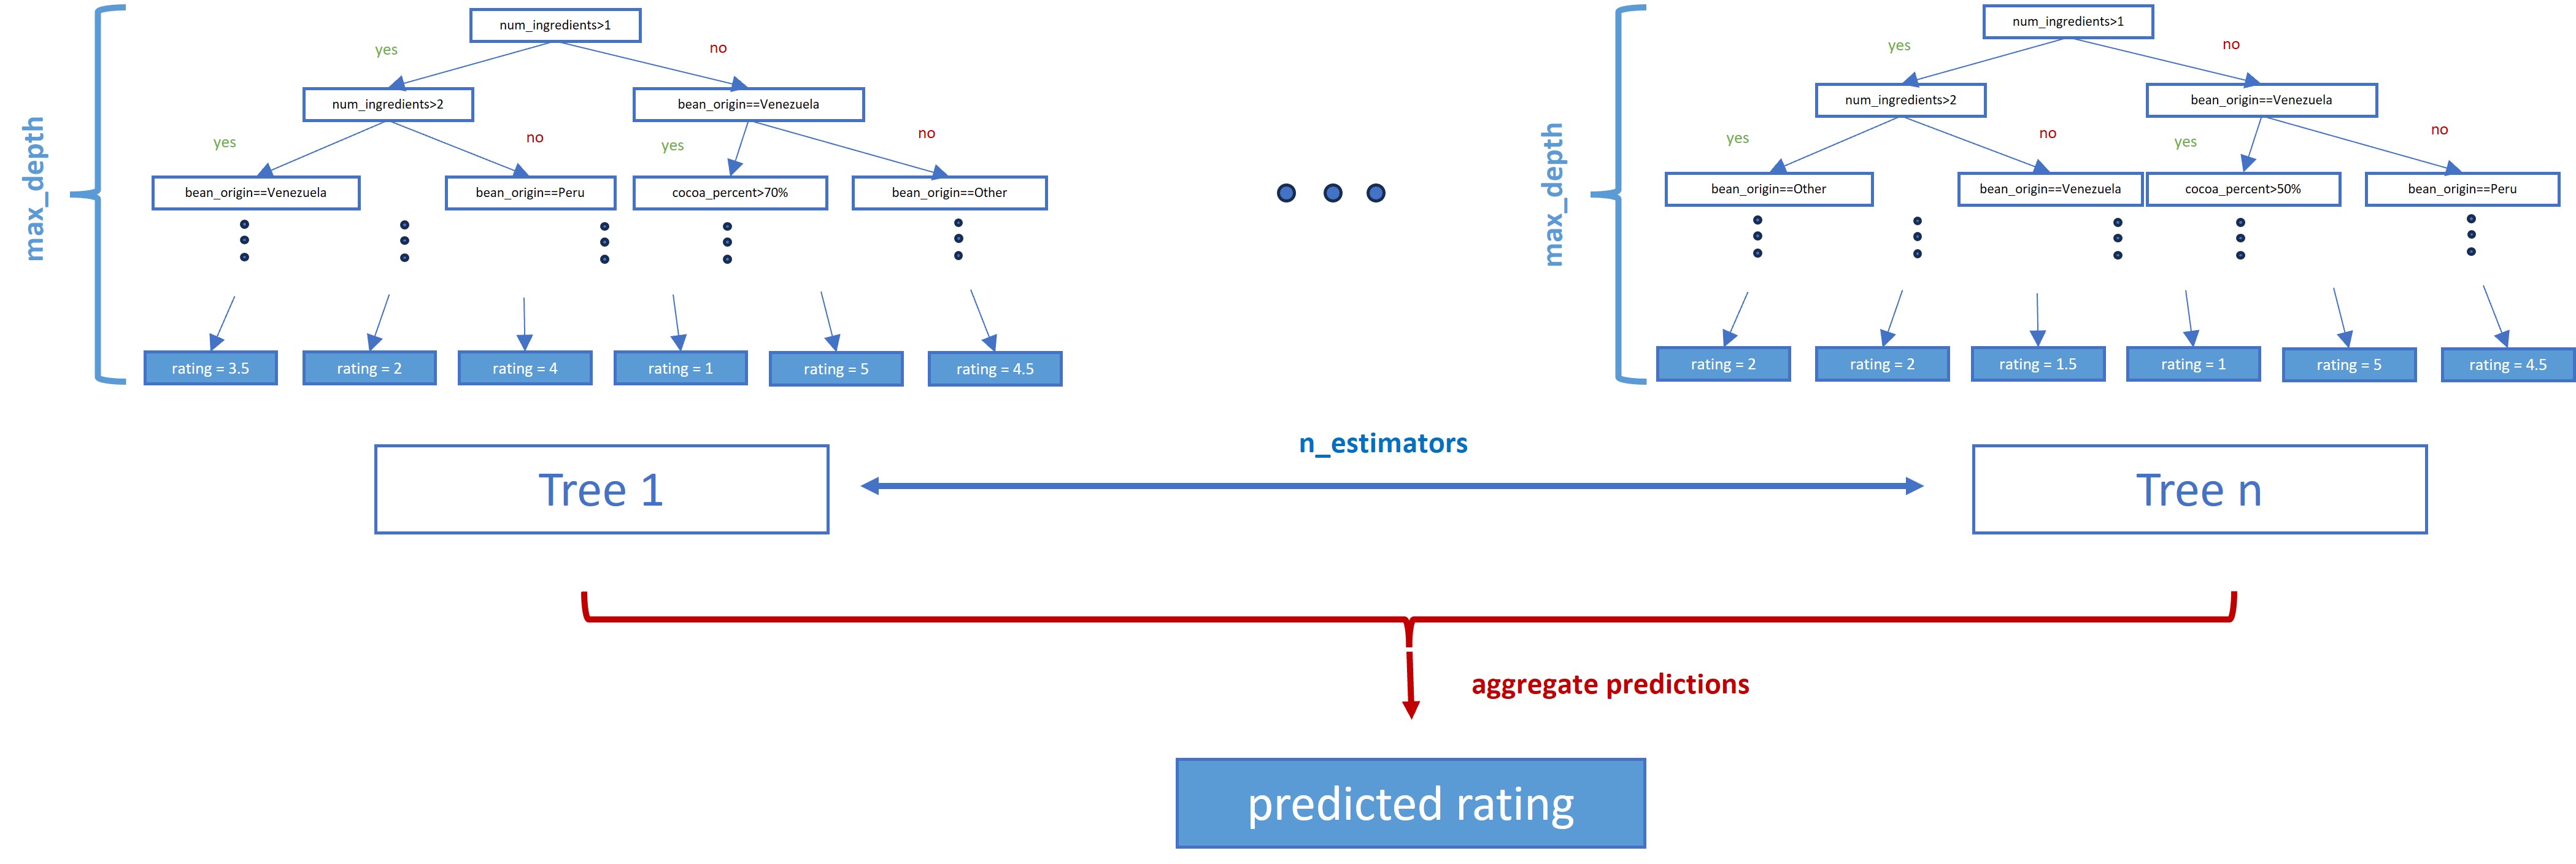 max_depth
num_ingredients>1
yes
no
num_ingredients>2
bean_origin==Venezuela
yes
no
yes
no
bean_origin==Venezuela
bean_origin==Peru
cocoa_percent>70%
bean_origin==Other
rating = 3.5
rating = 2
rating = 4
rating = 1
rating = 5
rating = 4.5
max_depth
num_ingredients>1
yes
no
num_ingredients>2
bean_origin==Venezuela
yes
no
yes
no
bean_origin==Other
bean_origin==Venezuela
cocoa_percent>50%
bean_origin==Peru
rating = 2
rating = 2
rating = 1.5
rating = 1
rating = 5
rating = 4.5
Tree 1
n_estimators
Tree n
aggregate predictions
predicted rating